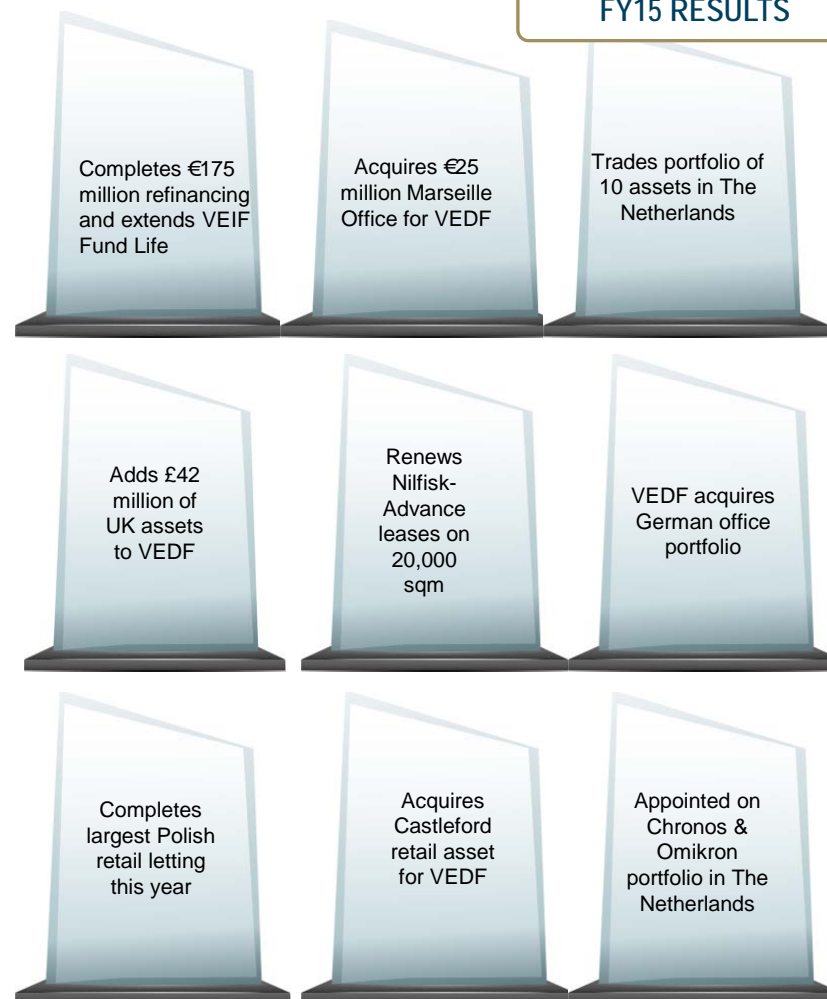 FY15 RESULTS
Completes €175
million refinancing
and extends VEIF
Fund Life
Acquires €25
million Marseille
Office for VEDF
Trades portfolio of
10 assets in The
Netherlands
Adds £42
million of
UK assets
to VEDF
Renews
Nilfisk-
Advance
leases on
20,000
sqm
VEDF acquires
German office
portfolio
Completes
largest Polish
retail letting
this year
Acquires
Castleford
retail asset
for VEDF
Appointed on
Chronos &
Omikron
portfolio in The
Netherlands